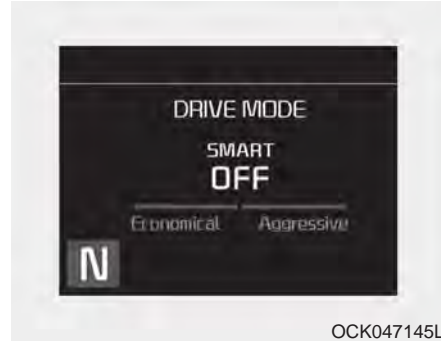 DRIVE MODE
SMART
OFF
Economical Aggressive
N
OCK047145L